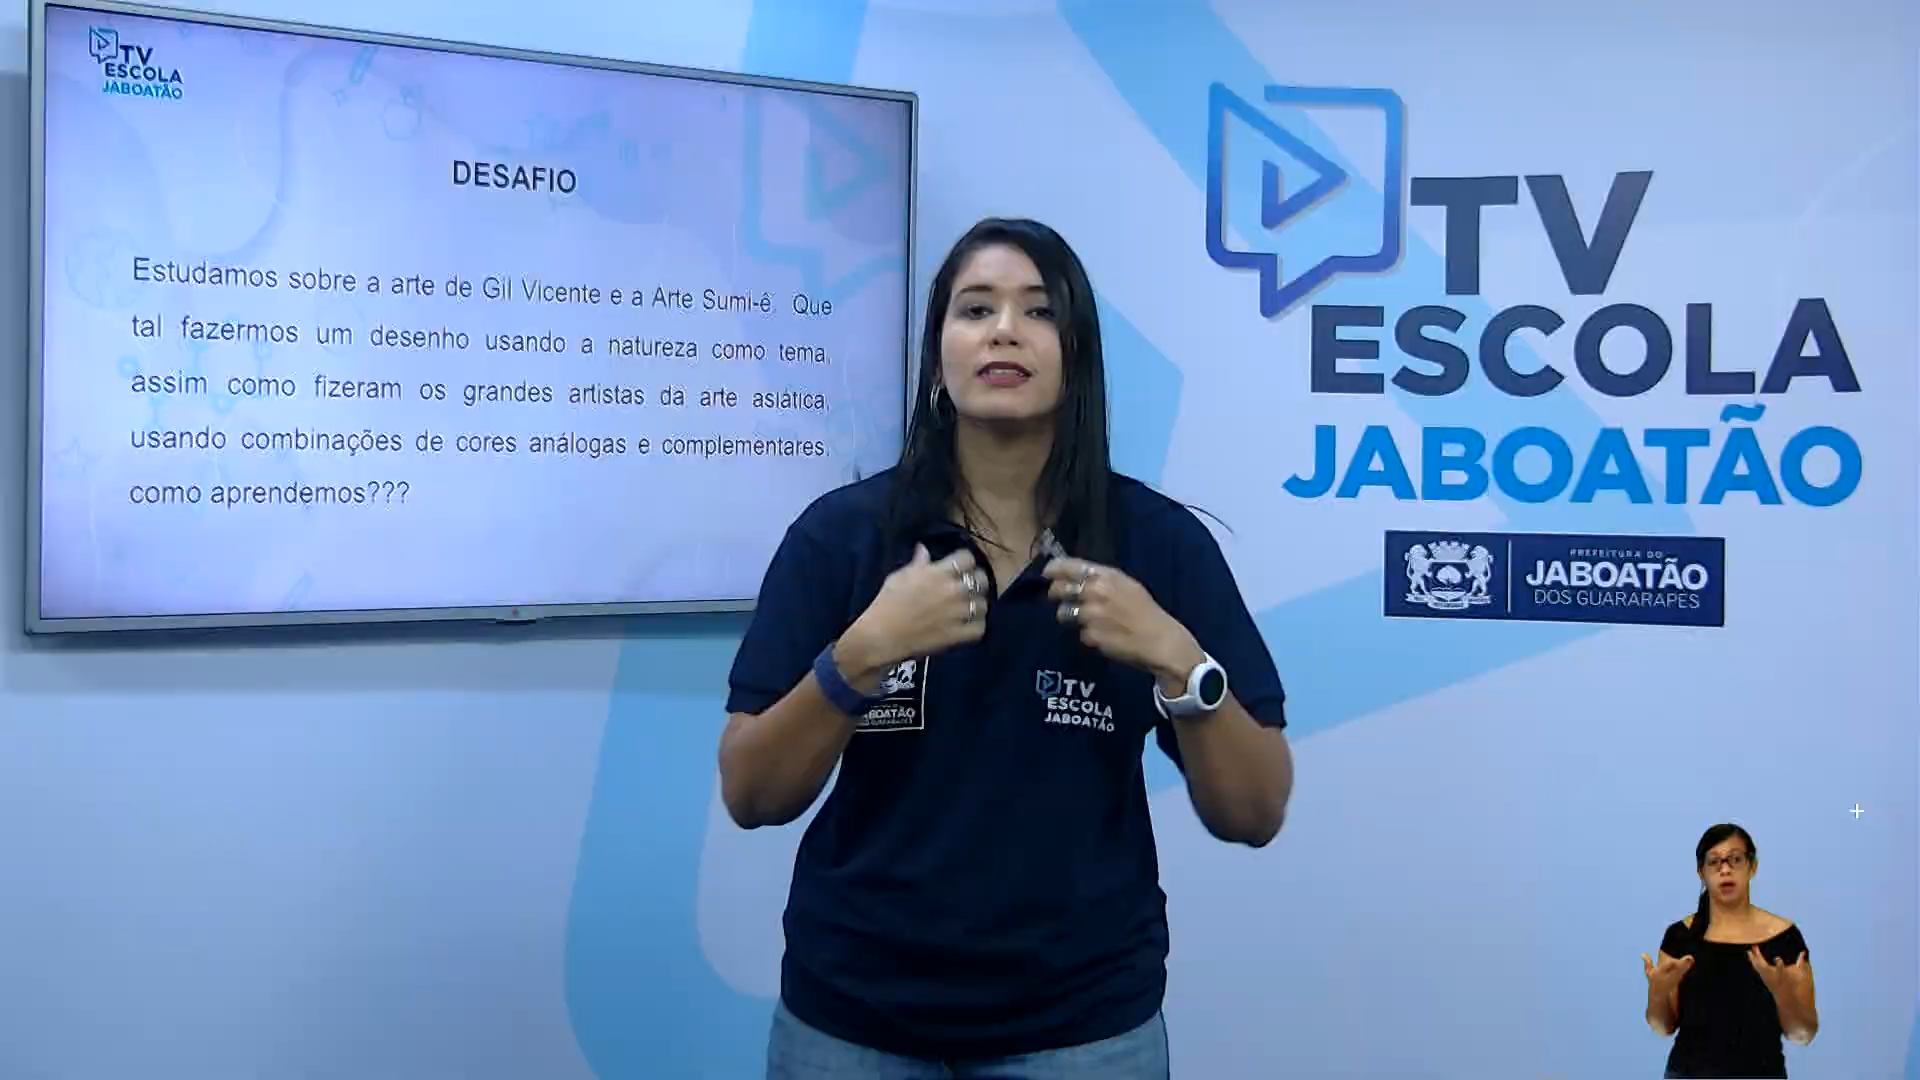 TV
ESCOLA
JABOATÃO
DESAFIO
Estudamos sobre a arte de Gil Vicente e a Arte Sumi-ê. Que
tal fazermos um desenho usando a natureza como tema,
assim como fizeram os grandes artistas da arte asiática,
usando combinações de cores análogas e complementares,
como aprendemos???
TV
ESCOLA
JABOATÃO
PREFEITURA DO
JABOATÃO
DOS GUARARAPES
TV
ESCOLA
JABOATÃO